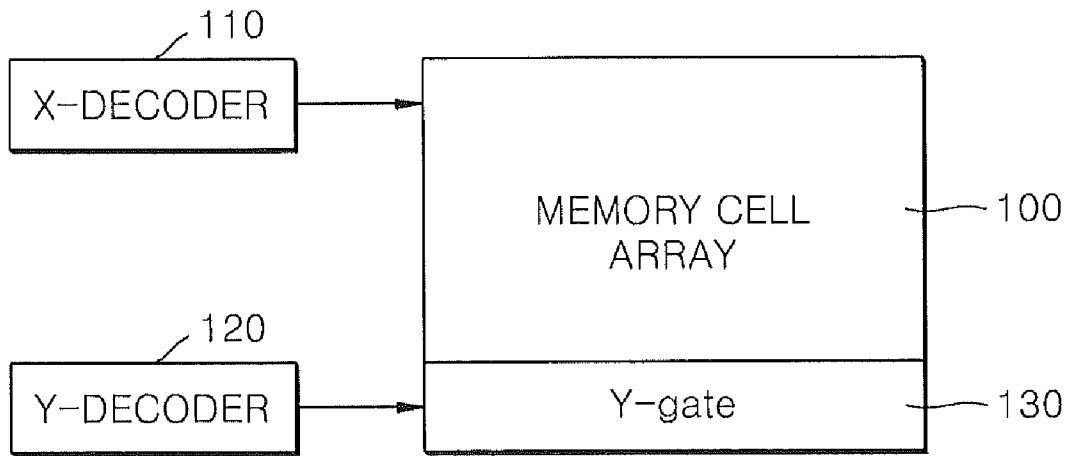 110
X-DECODER
MEMORY CELL
ARRAY
100
120
Y-DECODER
Y-gate
130